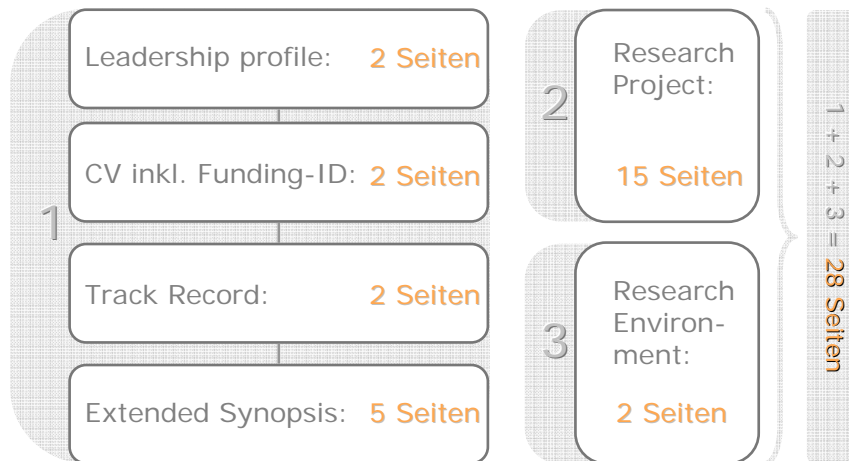 1
Leadership profile: 2 Seiten
CV inkl. Funding-ID: 2 Seiten
Track Record: 2 Seiten
Extended Synopsis: 5 Seiten
2
Research
Project:
15 Seiten
3
Research
Environ-
ment:
2 Seiten
1 + 2 + 3 = 28 Seiten